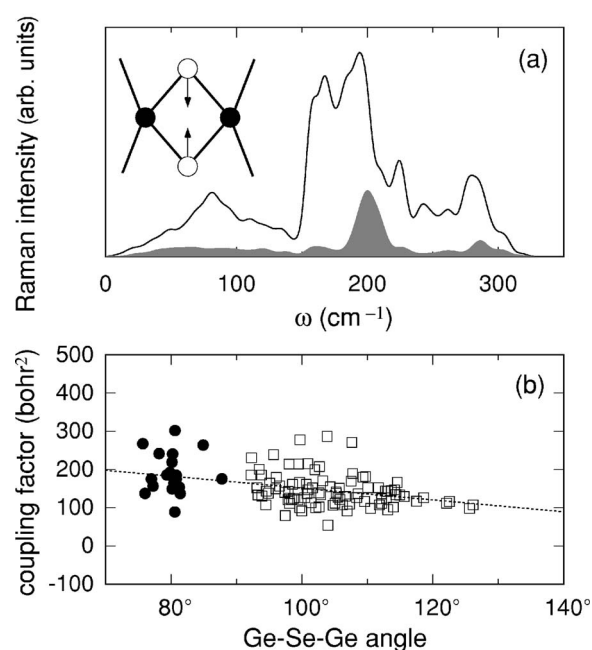 (a)
Raman intensity (arb. units)
0 100 200 300
ω (cm⁻¹)
(b)
coupling factor (bohr²)
500
400
300
200
100
0
-100
80° 100° 120° 140°
Ge-Se-Ge angle